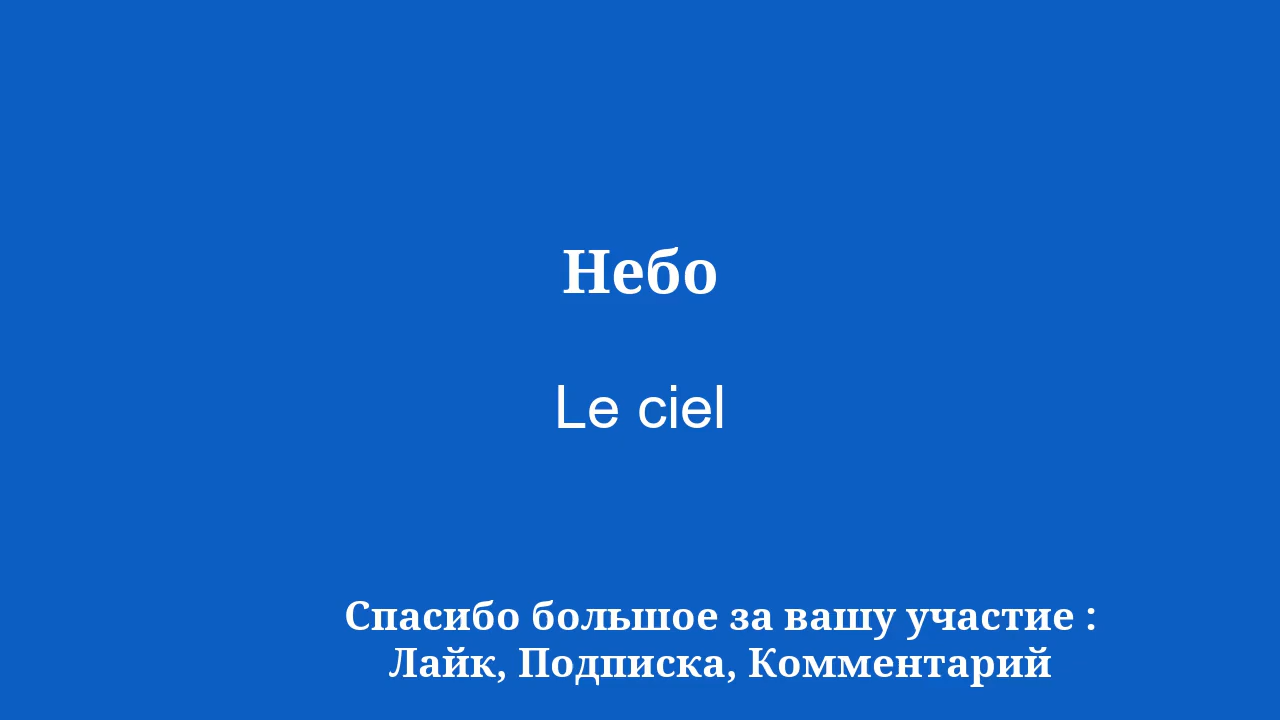 Небо
Le ciel
Спасибо большое за вашу участие :
Лайк, Подписка, Комментарий